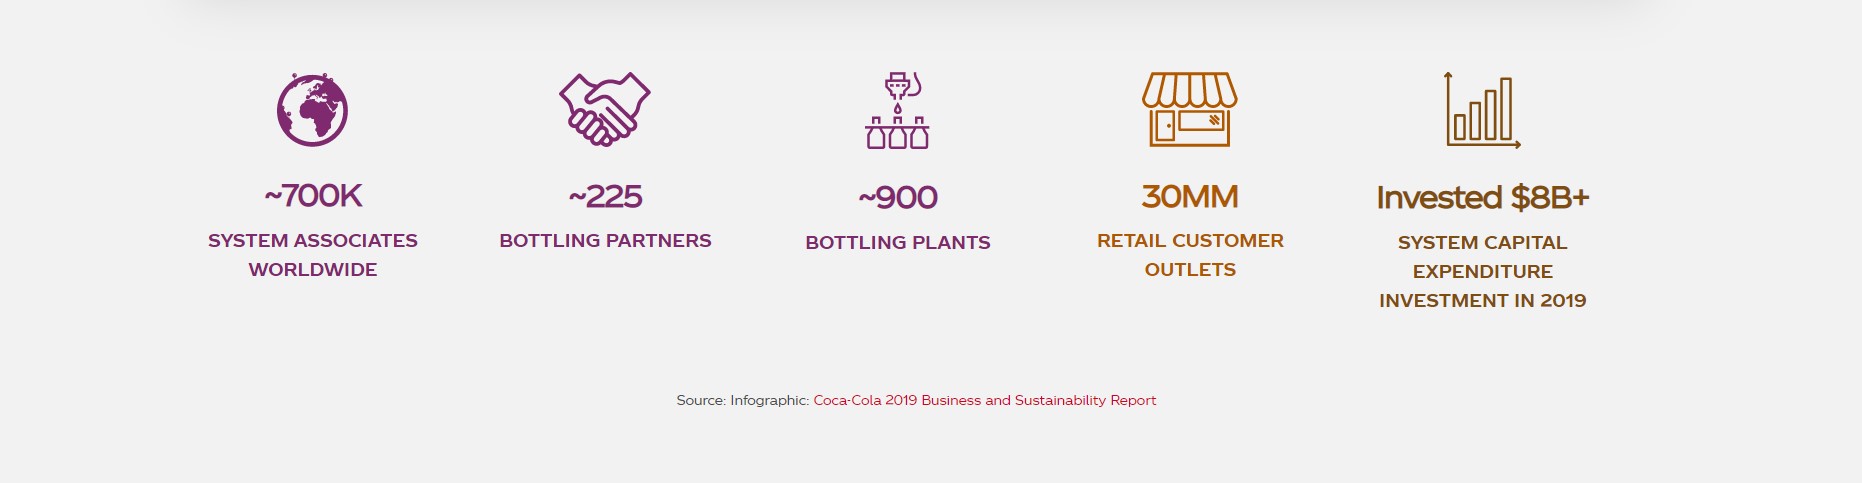 ~700K
SYSTEM ASSOCIATES
WORLDWIDE
~225
BOTTLING PARTNERS
~900
BOTTLING PLANTS
30MM
RETAIL CUSTOMER
OUTLETS
Invested $8B+
SYSTEM CAPITAL
EXPENDITURE
INVESTMENT IN 2019
Source: Infographic: Coca-Cola 2019 Business and Sustainability Report